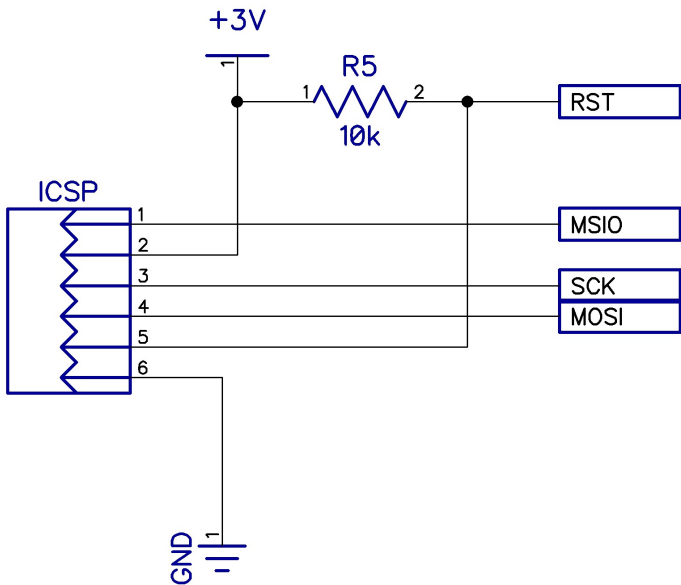 +3V
1
R5
1 2 RST
10k
ICSP
1 MSIO
2
3 SCK
4 MOSI
5
6
1
GND